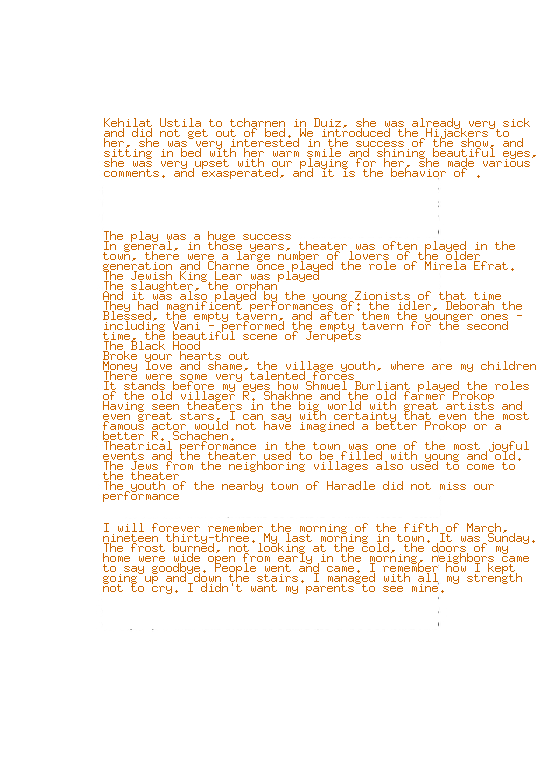 Kehilat Ustila to tcharnen in Duiz, she was already very sick
and did not get out of bed. We introduced the Hijackers to
her, she was very interested in the success of the show, and
sitting in bed with her warm smile and shining beautiful eyes,
she was very upset with our playing for her, she made various
comments. and exasperated, and it is the behavior of .
The play was a huge success
In general, in those years, theater was often played in the
town, there were a large number of lovers of the older
generation and Charne once played the role of Mirela Efrat.
The Jewish King Lear was played
The slaughter, the orphan
And it was also played by the young Zionists of that time
They had magnificent performances of: the idler, Deborah the
Blessed, the empty tavern, and after them the younger ones -
including Vani - performed the empty tavern for the second
time, the beautiful scene of Jerupets
The Black Hood
Broke your hearts out
Money love and shame, the village youth, where are my children
There were some very talented forces
It stands before my eyes how Shmuel Burliant played the roles
of the old villager R. Shakhne and the old farmer Prokop
Having seen theaters in the big world with great artists and
even great stars, I can say with certainty that even the most
famous actor would not have imagined a better Prokop or a
better R. Schachen.
Theatrical performance in the town was one of the most joyful
events and the theater used to be filled with young and old.
The Jews from the neighboring villages also used to come to
the theater
The youth of the nearby town of Haradle did not miss our
performance
I will forever remember the morning of the fifth of March,
nineteen thirty-three. My last morning in town. It was Sunday.
The frost burned, not looking at the cold, the doors of my
home were wide open from early in the morning, neighbors came
to say goodbye. People went and came. I remember how I kept
going up and down the stairs. I managed with all my strength
not to cry. I didn't want my parents to see mine.